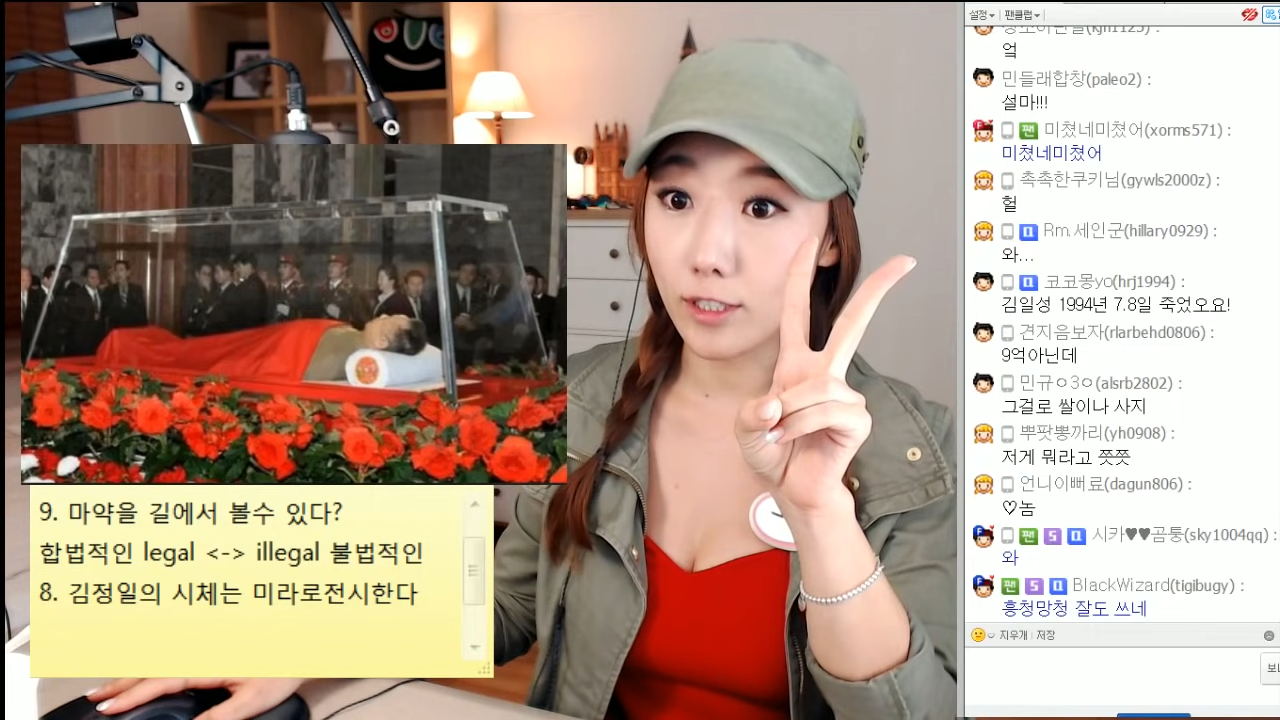 9. 마약을 길에서 볼수 있다?
합법적인 legal <-> illegal 불법적인
8. 김정일의 시체는 미라로전시한다
설정 팬클럽
억
민들래합창(paleo2) :
설마!!!
팬 미쳤네미쳤어(xorms571) :
미쳤네미쳤어
촉촉한쿠키님(gywls2000z) :
헐
Rm.세인군(hillary0929) :
와...
코코몽yo(hrj1994) :
김일성 1994년 7.8일 죽었어요!
견지음보자(rlarbehd0806) :
9억아닌데
민규ㅇ3ㅇ(alsrb2802) :
그걸로 쌀이나 사지
뿌팟뽕까리(yh0908) :
저게 뭐라고 쯧쯧
언니이뻐료(dagun806) :
♡놈
팬 S 시카♥♥곰퉁(sky1004qq) :
와
팬 S BlackWizard(tigibugy) :
흥청망청 잘도 쓰네
지우개 저장